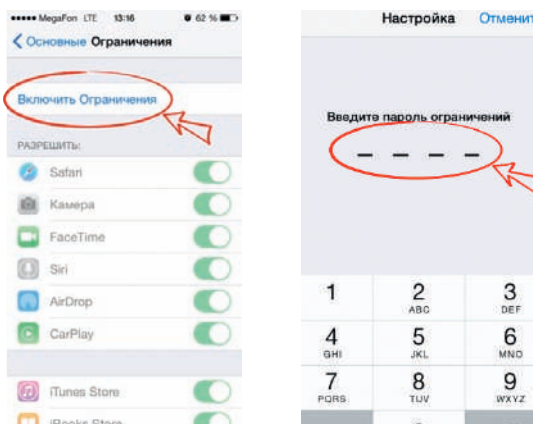 MegaFon LTE 13:16 62 %
Основные Ограничения
Включить Ограничения
РАЗРЕШИТЬ:
Safari
Камера
FaceTime
Siri
AirDrop
CarPlay
iTunes Store
iBooks Store
Настройка Отменит
Введите пароль ограничений
1 2 3
ABC DEF
4 5 6
GHI JKL MNO
7 8 9
PQRS TUV WXYZ